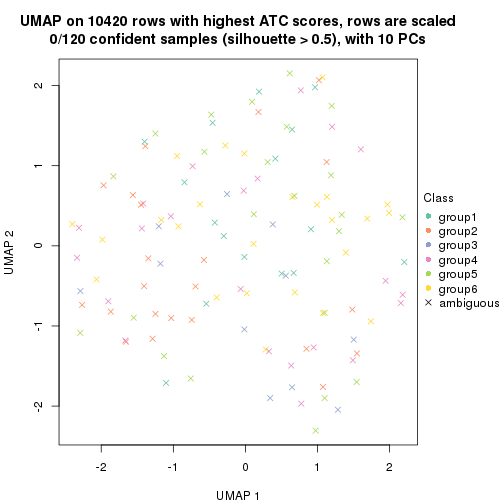 UMAP on 10420 rows with highest ATC scores, rows are scaled
0/120 confident samples (silhouette > 0.5), with 10 PCs
2
1
0
-1
-2
UMAP 2
-2
-1
0
1
2
UMAP 1
Class
group1
group2
group3
group4
group5
group6
ambiguous